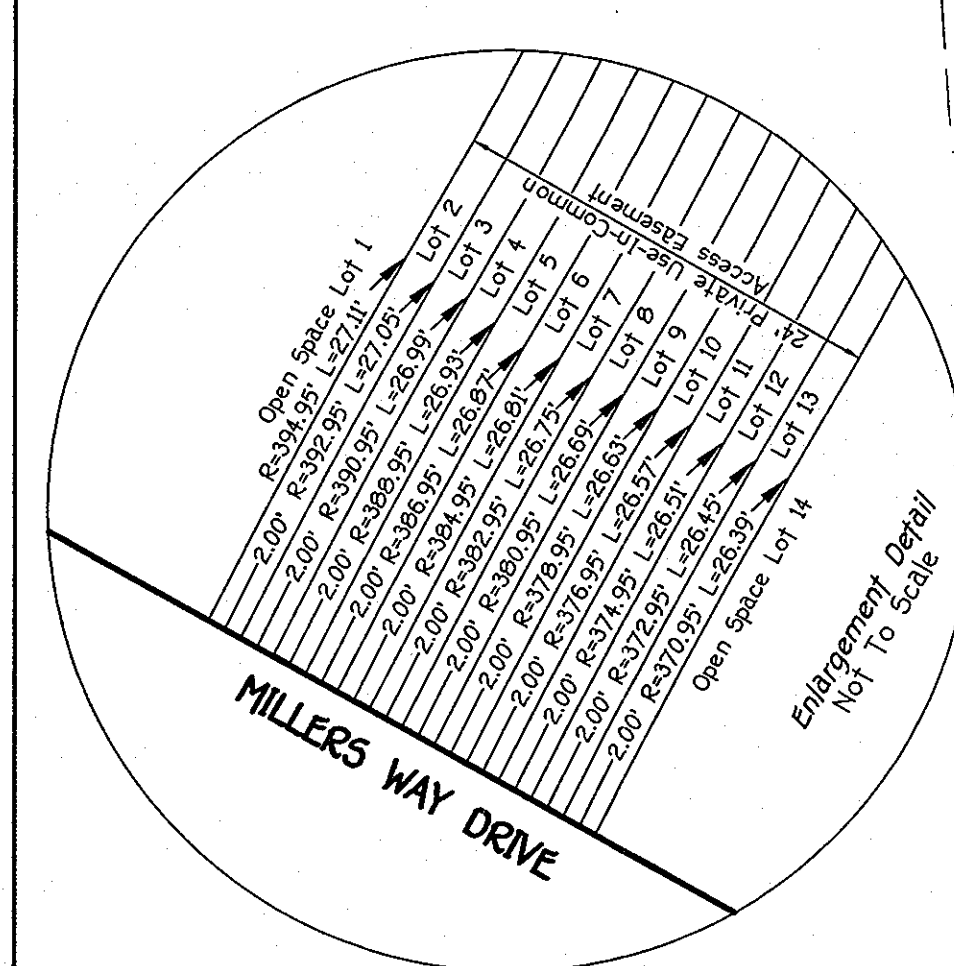 Open Space Lot 1
R=394.95' L=27.11'
Lot 2
2.00' R=392.95' L=27.05'
Lot 3
2.00' R=390.95' L=26.99'
Lot 4
2.00' R=388.95' L=26.93'
Lot 5
2.00' R=386.95' L=26.87'
Lot 6
2.00' R=384.95' L=26.81'
Lot 7
2.00' R=382.95' L=26.75'
Lot 8
2.00' R=380.95' L=26.69'
Lot 9
2.00' R=378.95' L=26.63'
Lot 10
2.00' R=376.95' L=26.57'
Lot 11
2.00' R=374.95' L=26.51'
Lot 12
2.00' R=372.95' L=26.45'
Lot 13
2.00' R=370.95' L=26.39'
Open Space Lot 14
24' Private Use-In-Common
Access Easement
MILLERS WAY DRIVE
Enlargement Detail
Not To Scale